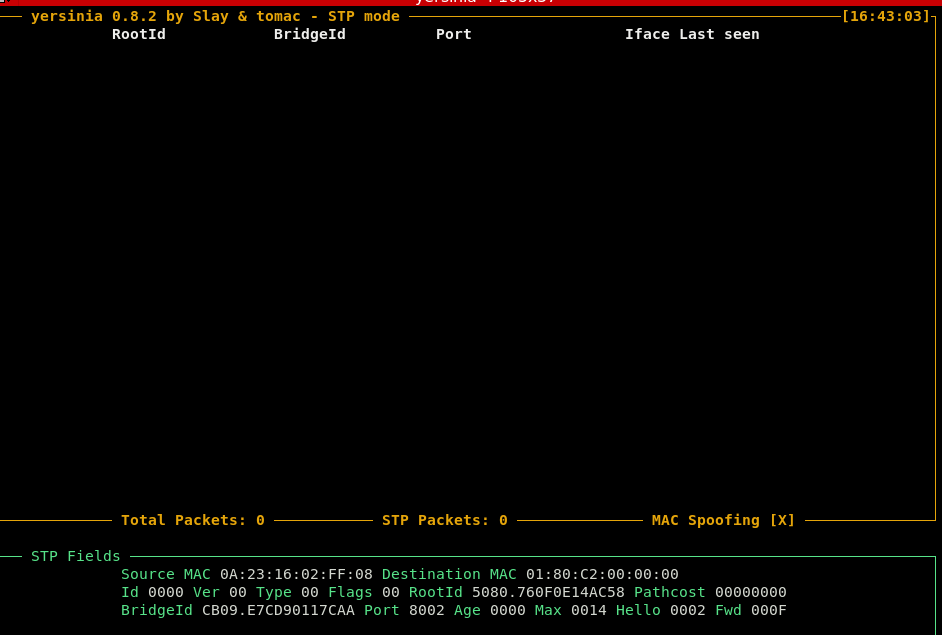 yersinia 0.8.2 by Slay & tomac - STP mode [16:43:03]
RootId BridgeId Port Iface Last seen
Total Packets: 0 STP Packets: 0 MAC Spoofing [X]
STP Fields
Source MAC 0A:23:16:02:FF:08 Destination MAC 01:80:C2:00:00:00
Id 0000 Ver 00 Type 00 Flags 00 RootId 5080.760F0E14AC58 Pathcost 00000000
BridgeId CB09.E7CD90117CAA Port 8002 Age 0000 Max 0014 Hello 0002 Fwd 000F